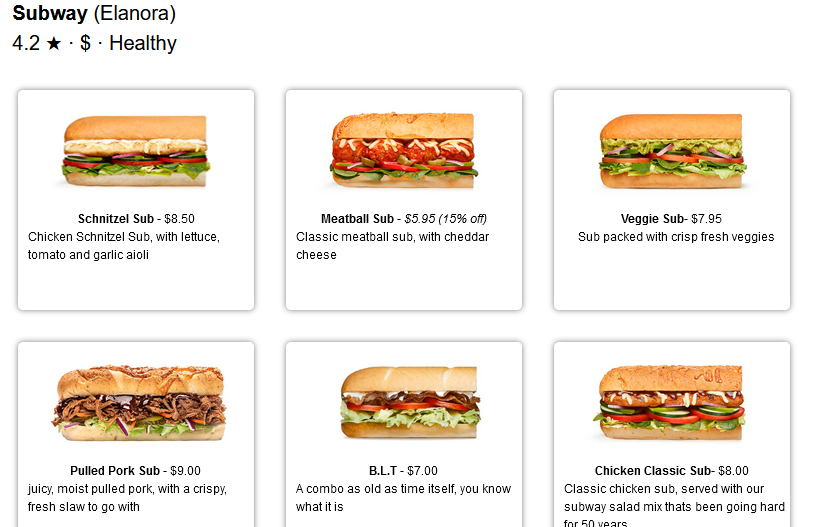 Subway (Elanora)
4.2 ★ · $ · Healthy
Schnitzel Sub - $8.50
Chicken Schnitzel Sub, with lettuce,
tomato and garlic aioli
Meatball Sub - $5.95 (15% off)
Classic meatball sub, with cheddar
cheese
Veggie Sub- $7.95
Sub packed with crisp fresh veggies
Pulled Pork Sub - $9.00
juicy, moist pulled pork, with a crispy,
fresh slaw to go with
B.L.T - $7.00
A combo as old as time itself, you know
what it is
Chicken Classic Sub- $8.00
Classic chicken sub, served with our
subway salad mix thats been going hard
for 50 years